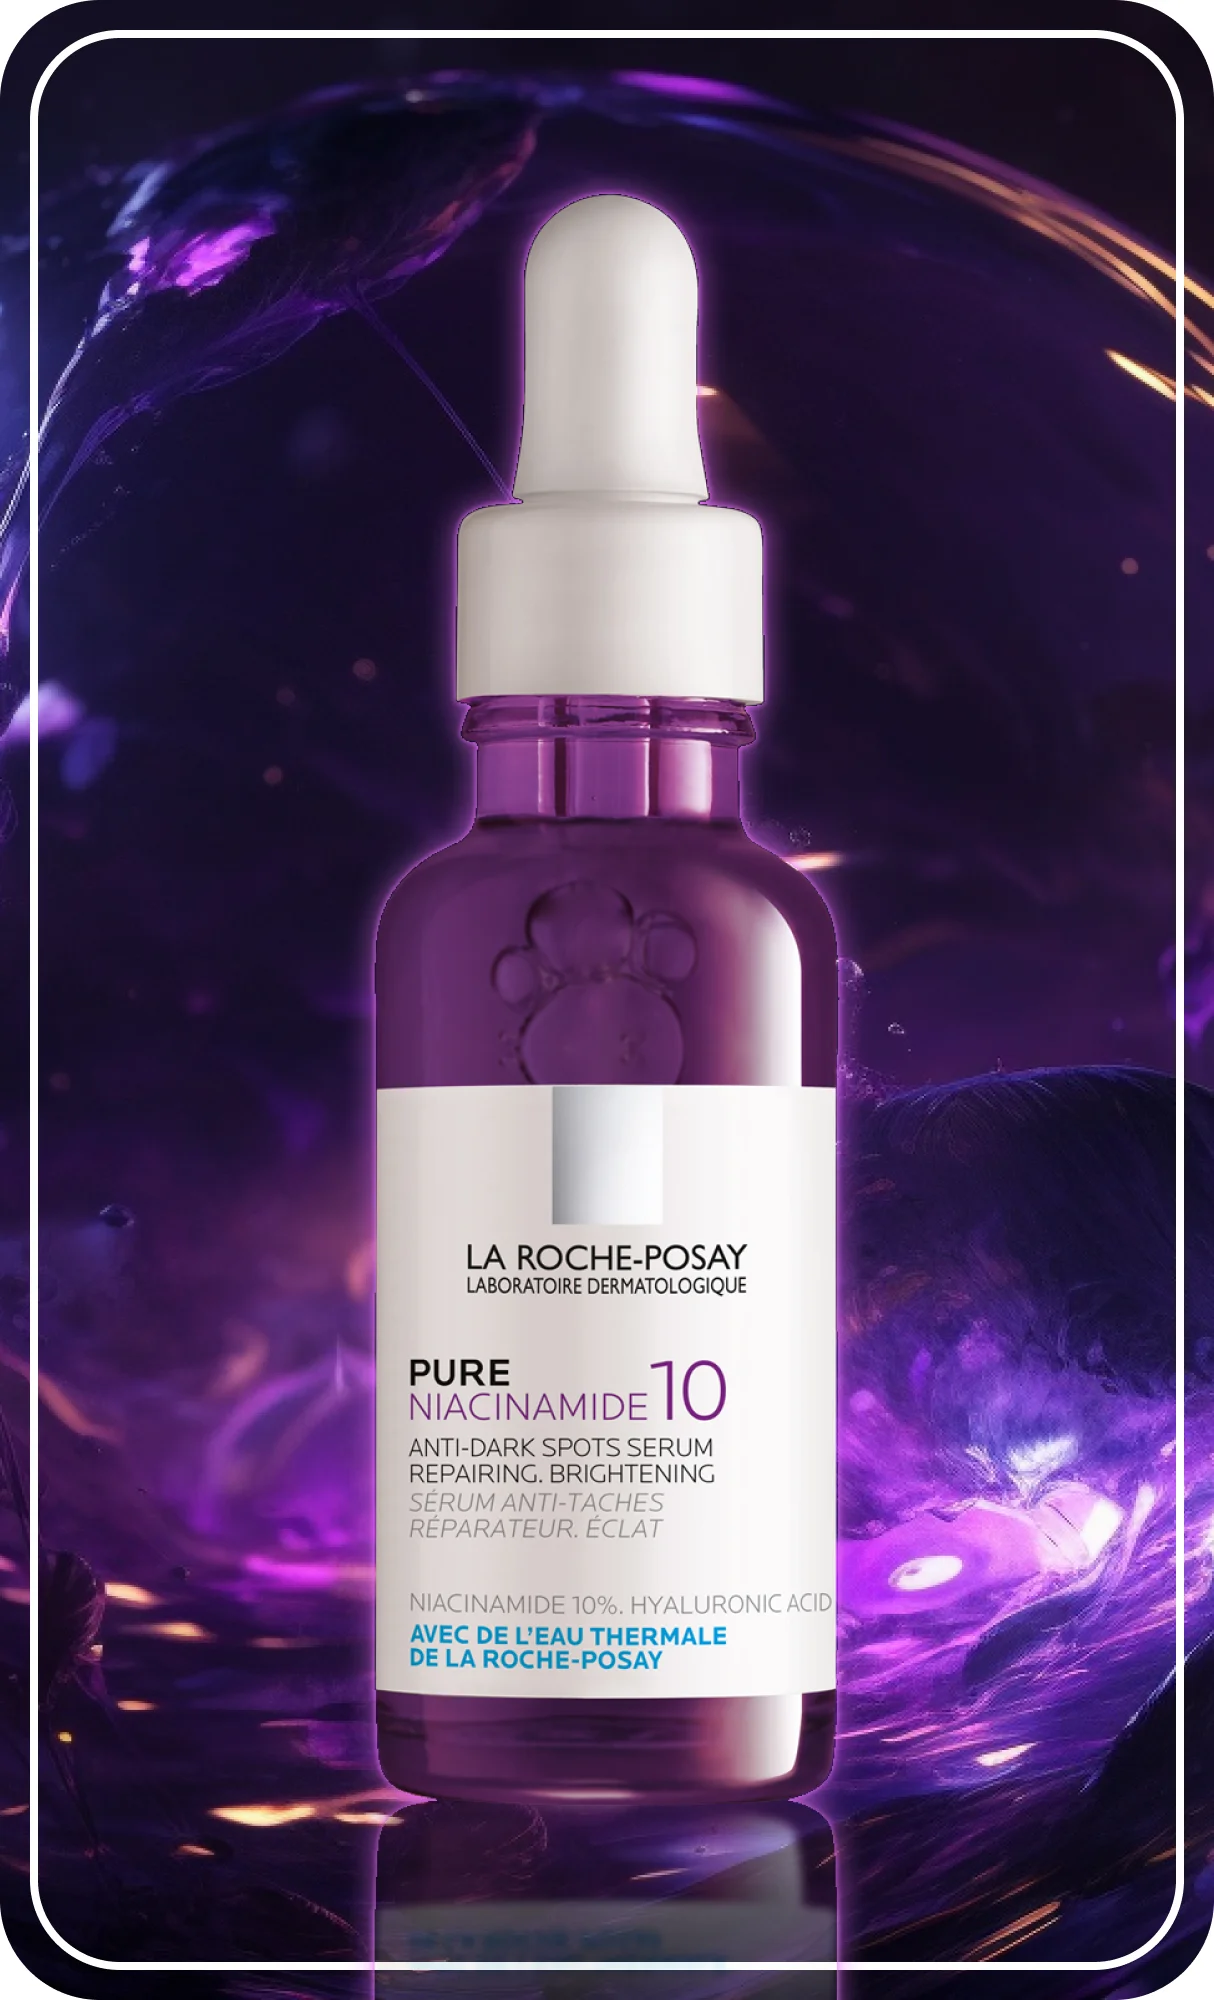 LA ROCHE-POSAY
LABORATOIRE DERMATOLOGIQUE
PURE
NIACINAMIDE 10
ANTI-DARK SPOTS SERUM
REPAIRING. BRIGHTENING
SÉRUM ANTI-TACHES
RÉPARATEUR. ÉCLAT
NIACINAMIDE 10%. HYALURONIC ACID
AVEC DE L'EAU THERMALE
DE LA ROCHE-POSAY